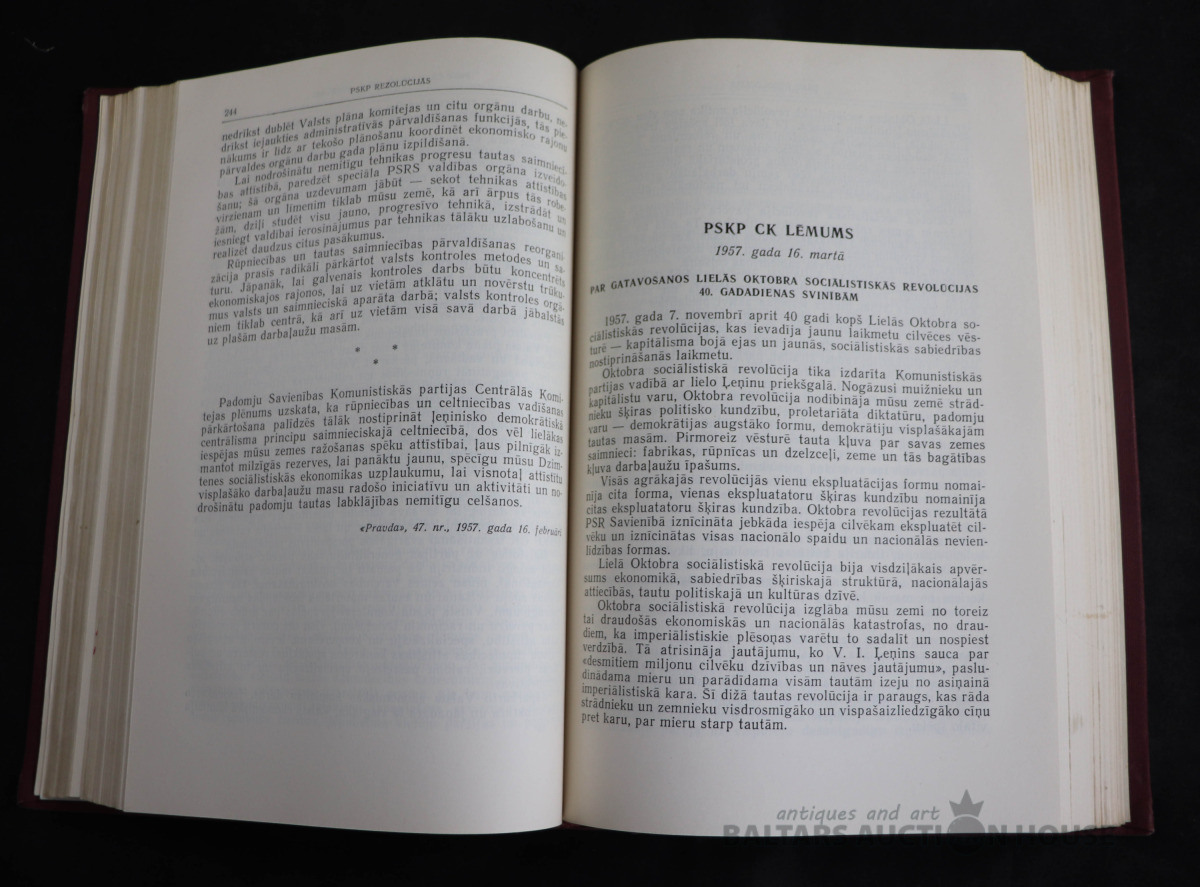 244
PSKP REZOLŪCIJAS
nedrīkst dublēt Valsts plāna komitejas un citu orgānu darbu, ne-
drīkst iejaukties administratīvās pārvaldīšanas funkcijās, tās pie-
nākums ir līdz ar tekošo plānošanu koordinēt ekonomisko rajonu
pārvaldes orgānu darbu gada plānu izpildīšanā.
Lai nodrošinātu nemitīgu tehnikas progresu tautas saimnieci-
bas attīstībā, paredzēt speciāla PSRS valdības orgāna izveido-
šanu; šā orgāna uzdevumam jābūt — sekot tehnikas attīstības
virzienam un līmenim tiklab mūsu zemē, kā arī ārpus tās robe-
žām, dziļi studēt visu jauno, progresīvo tehnikā, izstrādāt un
iesniegt valdībai ierosinājumus par tehnikas tālāku uzlabošanu un
realizēt daudzus citus pasākumus.
Rūpniecības un tautas saimniecības pārvaldīšanas reorgani-
zācija prasīs radikāli pārkārtot valsts kontroles metodes un sa-
turu. Jāpanāk, lai galvenais kontroles darbs būtu koncentrēts
ekonomiskajos rajonos, lai uz vietām atklātu un novērstu trūku-
mus valsts un saimnieciskā aparāta darbā; valsts kontroles orgā-
niem tiklab centrā, kā arī uz vietām visā savā darbā jābalstās
uz plašām darbaļaužu masām.
* *
*
Padomju Savienības Komunistiskās partijas Centrālās Komi-
tejas plēnums uzskata, ka rūpniecības un celtniecības vadīšanas
pārkārtošana palīdzēs tālāk nostiprināt ļeņinisko demokrātiskā
centrālisma principu saimnieciskajā celtniecībā, dos vēl lielākas
iespējas mūsu zemes ražošanas spēku attīstībai, ļaus pilnīgāk iz-
mantot milzīgās rezerves, lai panāktu jaunu, spēcīgu mūsu Dzim-
tenes sociālistiskās ekonomikas uzplaukumu, lai visnotaļ attīstītu
visplašāko darbaļaužu masu radošo iniciatīvu un aktivitāti un no-
drošinātu padomju tautas labklājības nemitīgu celšanos.
«Pravda», 47. nr., 1957. gada 16. februārī
PSKP CK LĒMUMS
1957. gada 16. martā
PAR GATAVOŠANOS LIELĀS OKTOBRA SOCIĀLISTISKĀS REVOLŪCIJAS
40. GADADIENAS SVINĪBĀM
1957. gada 7. novembrī aprit 40 gadi kopš Lielās Oktobra so-
ciālistiskās revolūcijas, kas ievadīja jaunu laikmetu cilvēces vēs-
turē — kapitālisma bojā ejas un jaunās, sociālistiskās sabiedrības
nostiprināšanās laikmetu.
Oktobra sociālistiskā revolūcija tika izdarīta Komunistiskās
partijas vadībā ar lielo Ļeņinu priekšgalā. Nogāzusi muižnieku un
kapitālistu varu, Oktobra revolūcija nodibināja mūsu zemē strād-
nieku šķiras politisko kundzību, proletariāta diktatūru, padomju
varu — demokrātijas augstāko formu, demokrātiju visplašākajām
tautas masām. Pirmoreiz vēsturē tauta kļuva par savas zemes
saimnieci: fabrikas, rūpnīcas un dzelzceļi, zeme un tās bagātības
kļuva darbaļaužu īpašums.
Visās agrākajās revolūcijās vienu ekspluatācijas formu nomai-
nīja cita forma, vienas ekspluatatoru šķiras kundzību nomainīja
citas ekspluatatoru šķiras kundzība. Oktobra revolūcijas rezultātā
PSR Savienībā iznīcināta jebkāda iespēja cilvēkam ekspluatēt cil-
vēku un iznīcinātas visas nacionālo spaidu un nacionālās nevien-
līdzības formas.
Lielā Oktobra sociālistiskā revolūcija bija visdziļākais apvēr-
sums ekonomikā, sabiedrības šķiriskajā struktūrā, nacionālajās
attiecībās, tautu politiskajā un kultūras dzīvē.
Oktobra sociālistiskā revolūcija izglāba mūsu zemi no toreiz
tai draudošās ekonomiskās un nacionālās katastrofas, no drau-
diem, ka imperiālistiskie plēsoņas varētu to sadalīt un nospiest
verdzībā. Tā atrisināja jautājumu, ko V. I. Ļeņins sauca par
«desmitiem miljonu cilvēku dzīvības un nāves jautājumu», paslu-
dinādama mieru un parādīdama visām tautām izeju no asiņainā
imperiālistiskā kara. Šī dižā tautas revolūcija ir paraugs, kas rāda
strādnieku un zemnieku visdrosmīgāko un vispašaizliedzīgāko cīņu
pret karu, par mieru starp tautām.
antiques and art
BALTARS AUCTION HOUSE